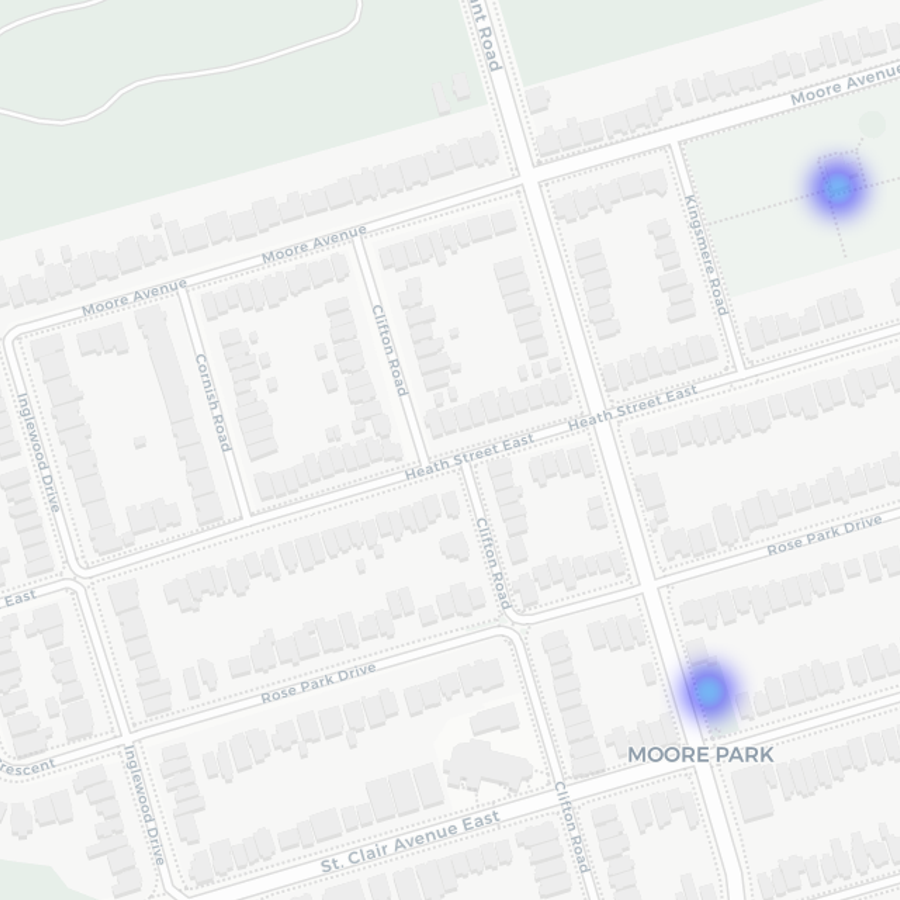 nt Road
Moore Avenue
Moore Avenue
Moore Avenue
Kingsmere Road
Clifton Road
Cornish Road
Inglewood Drive
Heath Street East
Heath Street East
Clifton Road
Rose Park Drive
East
Rose Park Drive
MOORE PARK
rescent
Inglewood Drive
Clifton Road
St. Clair Avenue East